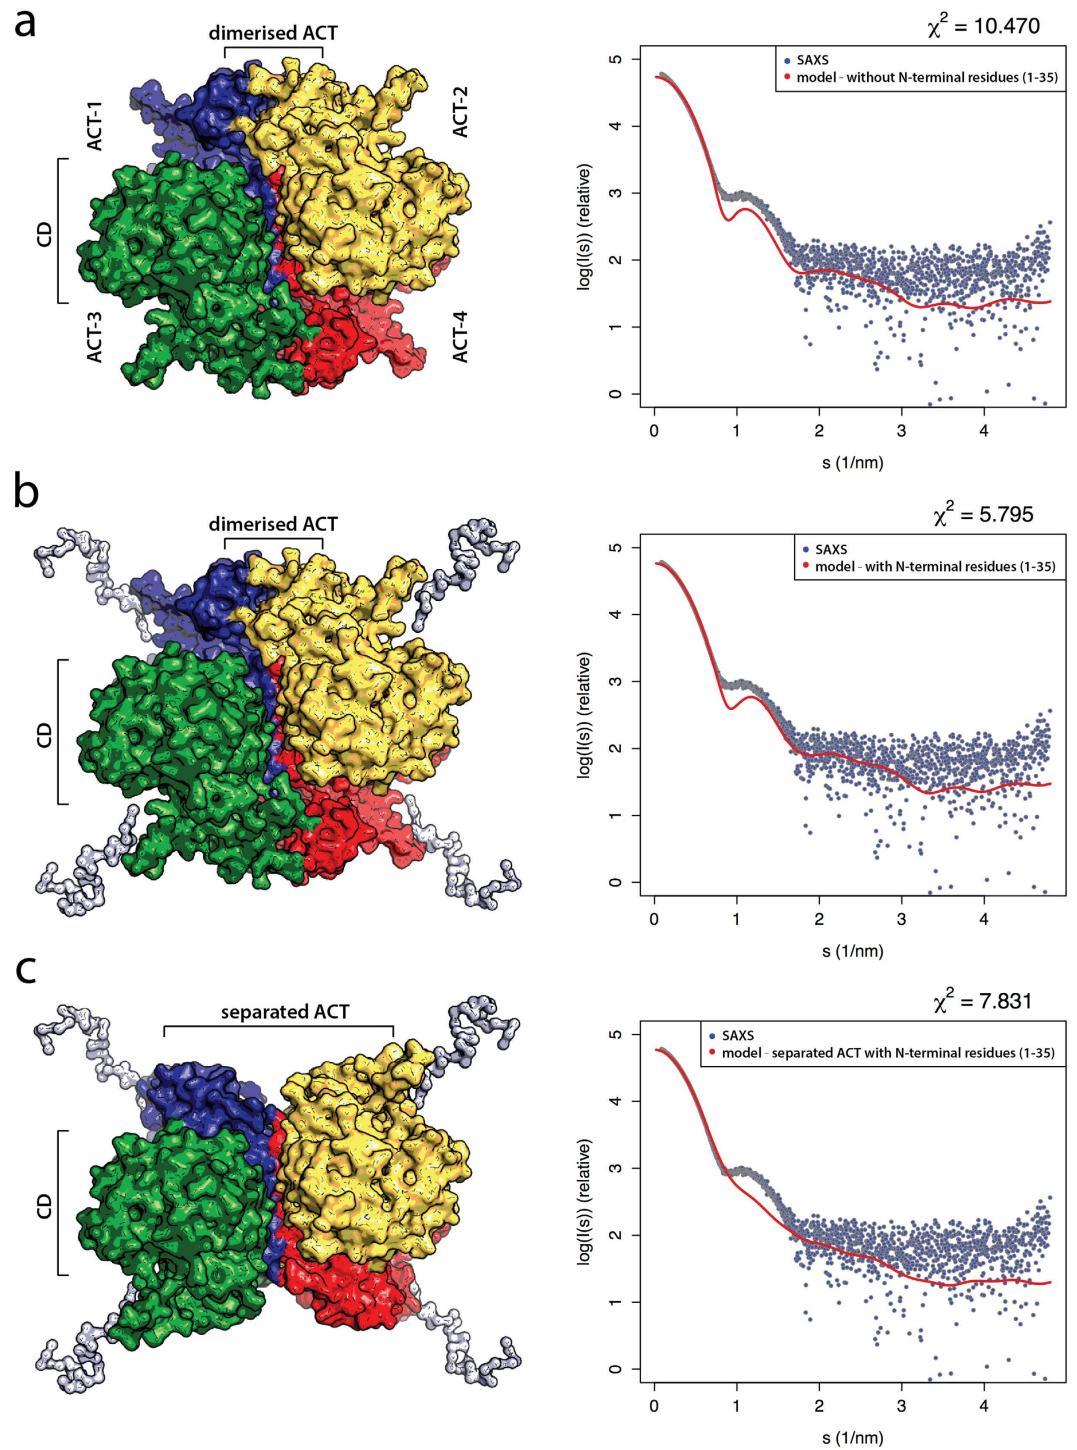 a
dimerised ACT
ACT-1
ACT-2
CD
ACT-3
ACT-4
χ² = 10.470
SAXS
model - without N-terminal residues (1-35)
log(I(s)) (relative)
5
4
3
2
1
0
0 1 2 3 4
s (1/nm)
b
dimerised ACT
CD
χ² = 5.795
SAXS
model - with N-terminal residues (1-35)
log(I(s)) (relative)
5
4
3
2
1
0
0 1 2 3 4
s (1/nm)
c
separated ACT
CD
χ² = 7.831
SAXS
model - separated ACT with N-terminal residues (1-35)
log(I(s)) (relative)
5
4
3
2
1
0
0 1 2 3 4
s (1/nm)